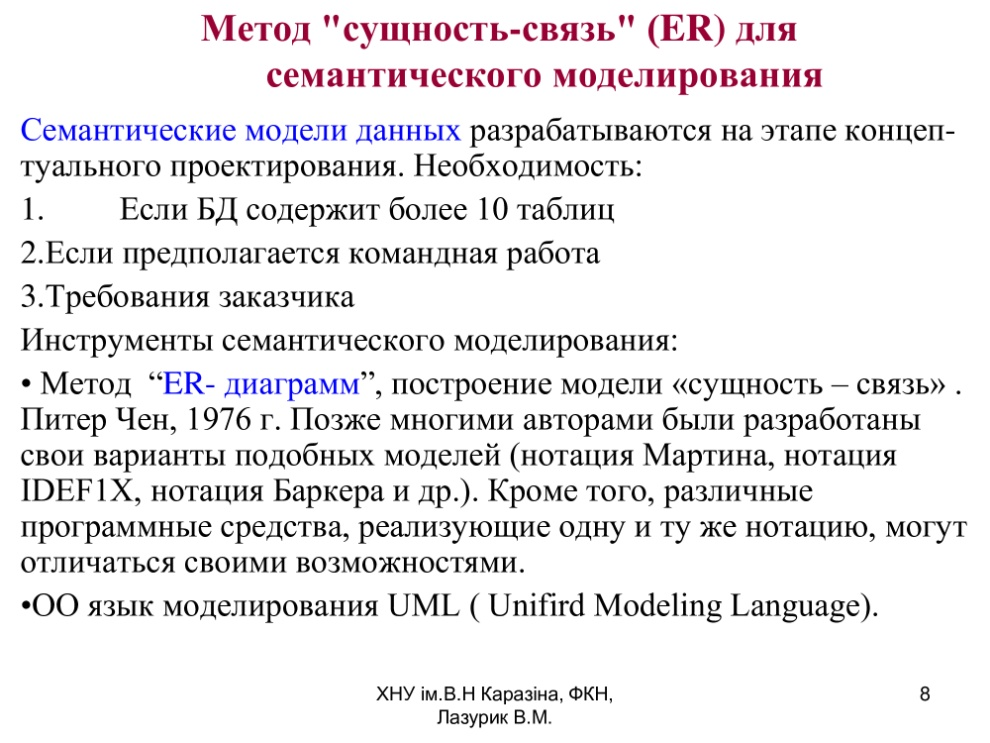 Метод "сущность-связь" (ER) для
семантического моделирования
Семантические модели данных разрабатываются на этапе концеп-
туального проектирования. Необходимость:
1. Если БД содержит более 10 таблиц
2.Если предполагается командная работа
3.Требования заказчика
Инструменты семантического моделирования:
• Метод “ER- диаграмм”, построение модели «сущность – связь» .
Питер Чен, 1976 г. Позже многими авторами были разработаны
свои варианты подобных моделей (нотация Мартина, нотация
IDEF1X, нотация Баркера и др.). Кроме того, различные
программные средства, реализующие одну и ту же нотацию, могут
отличаться своими возможностями.
•ОО язык моделирования UML ( Unifird Modeling Language).
ХНУ ім.В.Н Каразіна, ФКН,
Лазурик В.М.
8